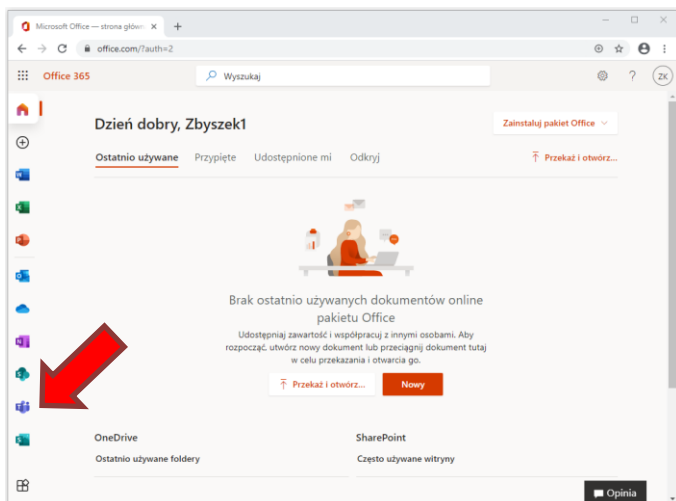 Microsoft Office — strona główn
office.com/?auth=2
Office 365
Wyszukaj
ZK
Dzień dobry, Zbyszek1
Zainstaluj pakiet Office
Ostatnio używane Przypięte Udostępnione mi Odkryj
Przekaż i otwórz...
Brak ostatnio używanych dokumentów online
pakietu Office
Udostępniaj zawartość i współpracuj z innymi osobami. Aby
rozpocząć, utwórz nowy dokument lub przeciągnij dokument tutaj
w celu przekazania i otwarcia go.
Przekaż i otwórz... Nowy
OneDrive SharePoint
Ostatnio używane foldery Często używane witryny
Opinia